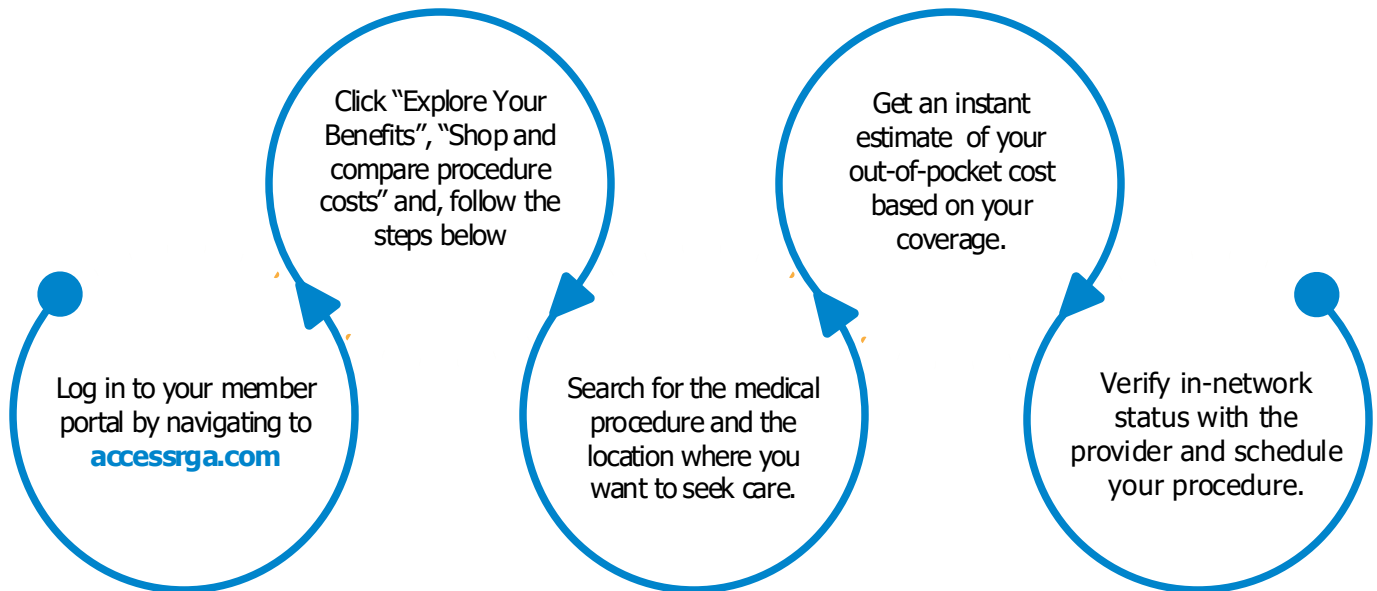 Log in to your member
portal by navigating to
accessrga.com
Click “Explore Your
Benefits”, “Shop and
compare procedure
costs” and, follow the
steps below
Search for the medical
procedure and the
location where you
want to seek care.
Get an instant
estimate of your
out-of-pocket cost
based on your
coverage.
Verify in-network
status with the
provider and schedule
your procedure.